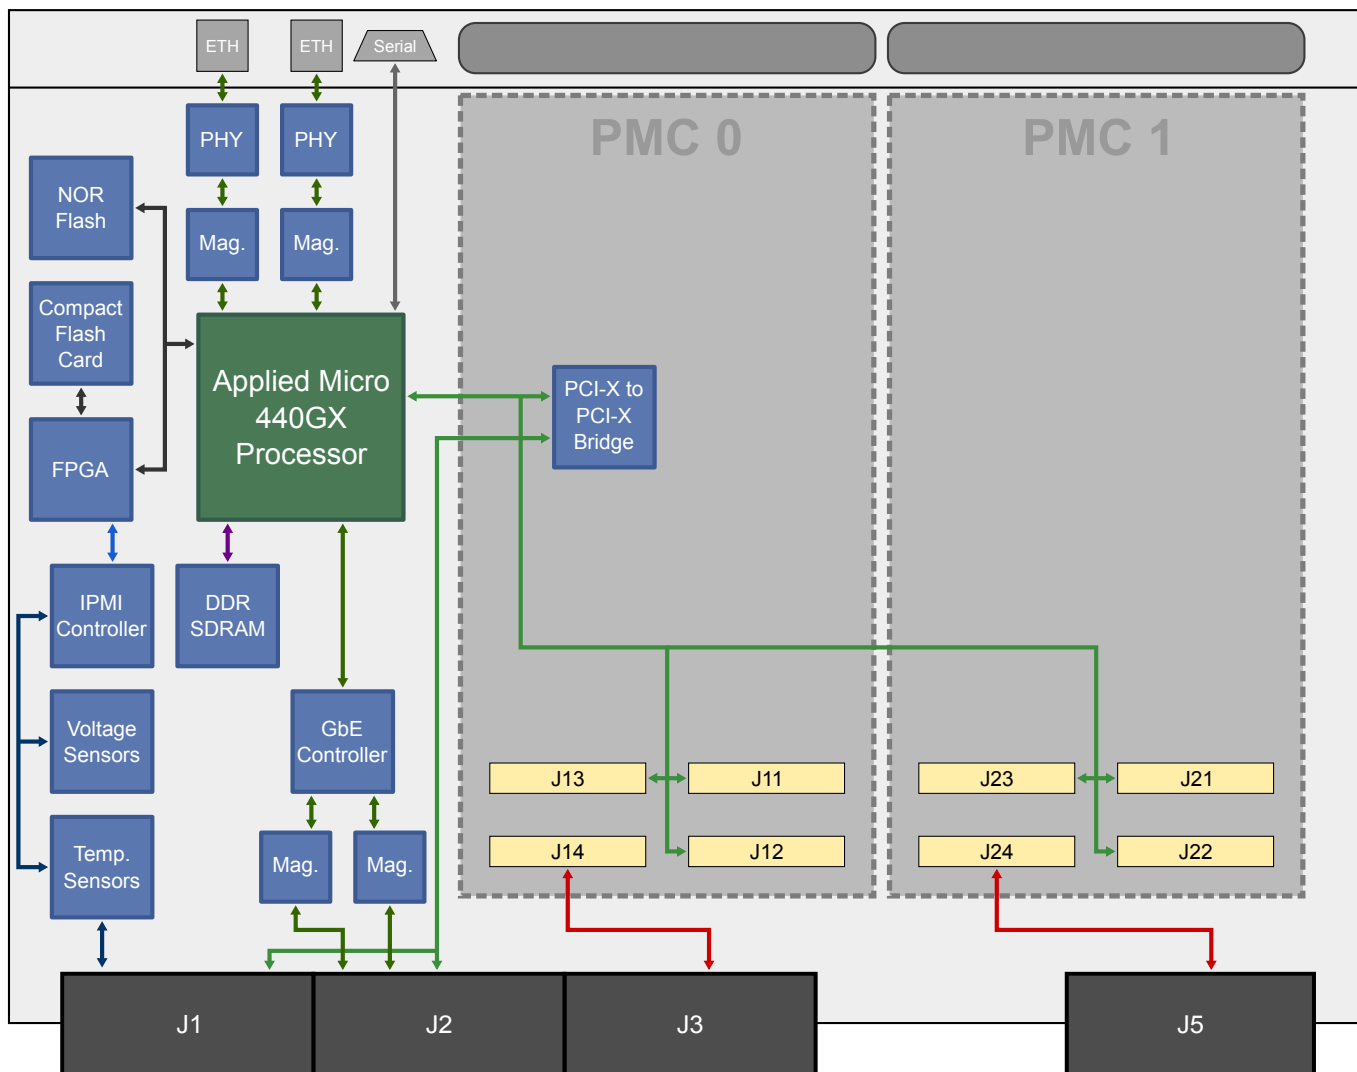 ETH
ETH
Serial
PMC 0
PMC 1
PHY
PHY
NOR
Flash
Mag.
Mag.
Compact
Flash
Card
Applied Micro
440GX
Processor
PCI-X to
PCI-X
Bridge
FPGA
IPMI
Controller
DDR
SDRAM
Voltage
Sensors
GbE
Controller
J13
J11
J23
J21
Temp.
Sensors
Mag.
Mag.
J14
J12
J24
J22
J1
J2
J3
J5